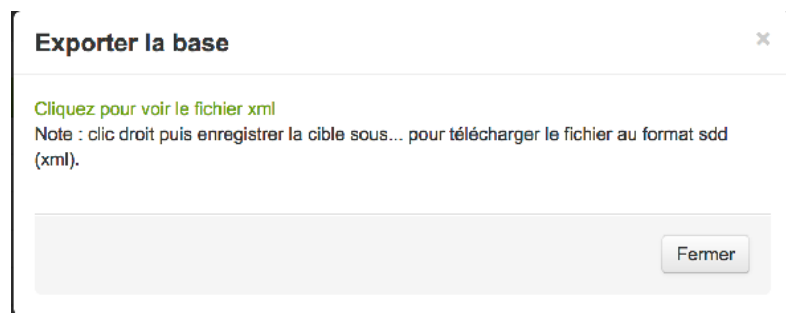 Exporter la base
×
Cliquez pour voir le fichier xml
Note : clic droit puis enregistrer la cible sous... pour télécharger le fichier au format sdd
(xml).
Fermer